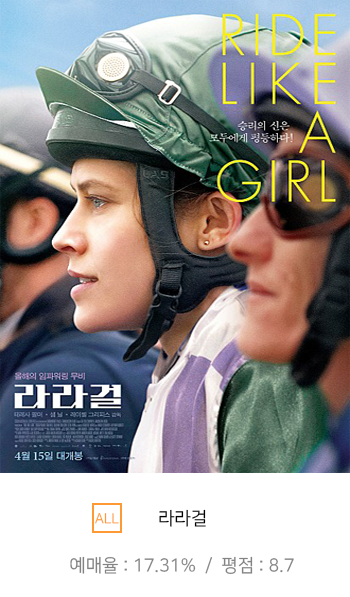 RIDE
LIKE
A
GIRL
승리의 신은
모두에게 평등하다!
올해의 임파워링 무비
라라걸
테레사 팔머 · 샘 닐 · 레이첼 그리피스 감독
4월 15일 대개봉
ALL 라라걸
예매율 : 17.31% / 평점 : 8.7